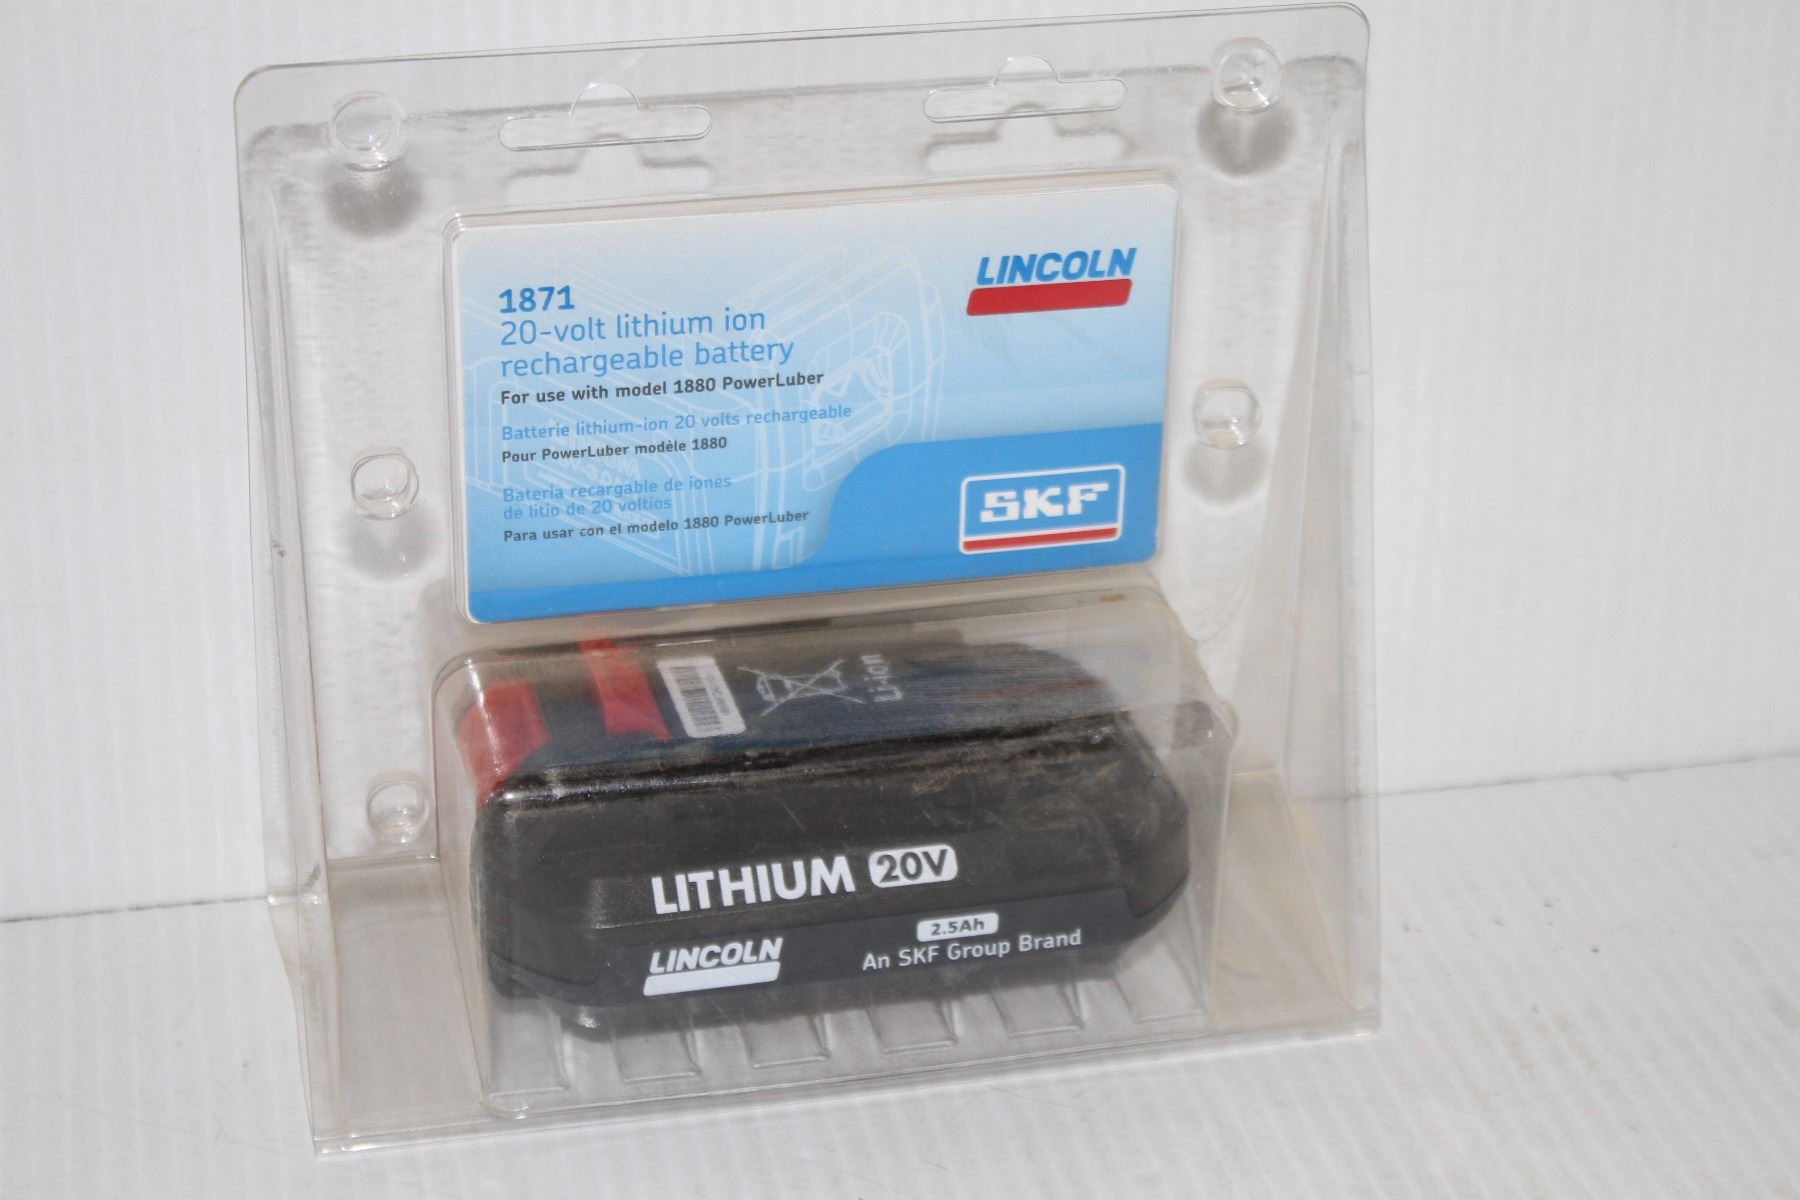 LINCOLN
1871
20-volt lithium ion
rechargeable battery
For use with model 1880 PowerLuber
Batterie lithium-ion 20 volts rechargeable
Pour PowerLuber modèle 1880
Bateria recargable de iones
de litio de 20 voltios
Para usar con el modelo 1880 PowerLuber
SKF
Li-ion
LITHIUM 20V
LINCOLN
2.5Ah
An SKF Group Brand